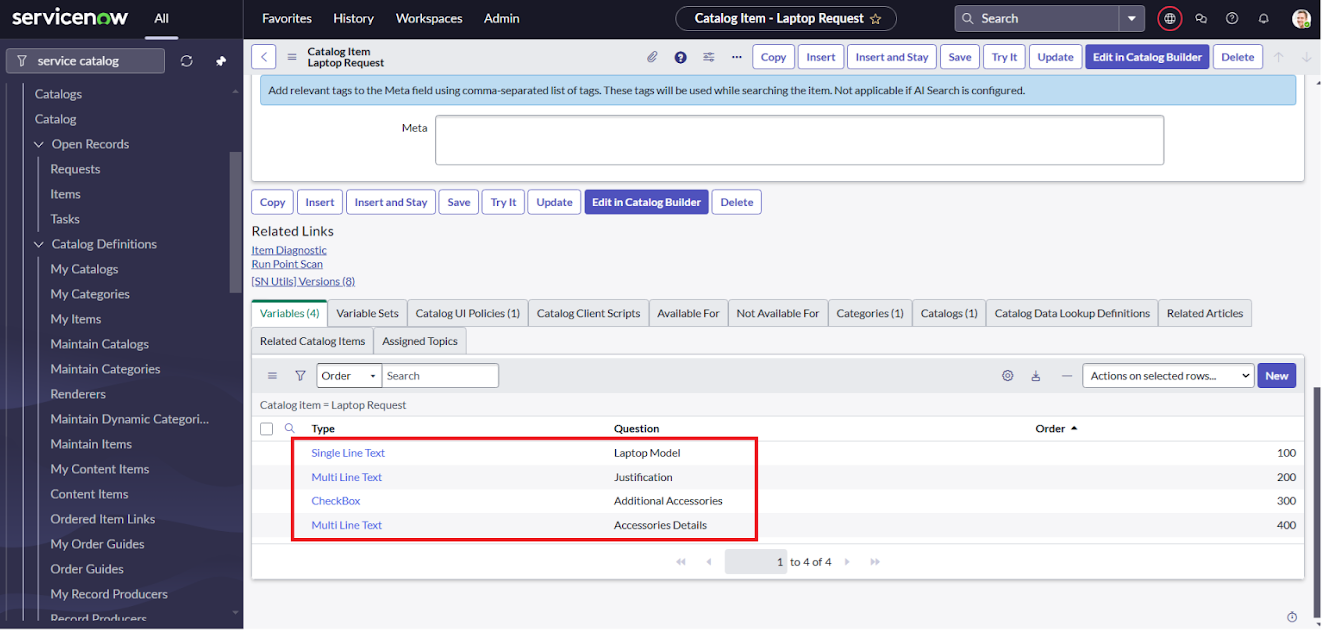 servicenow
All
Favorites
History
Workspaces
Admin
Catalog Item - Laptop Request
Search
service catalog
Catalog Item
Laptop Request
Copy
Insert
Insert and Stay
Save
Try It
Update
Edit in Catalog Builder
Delete
Catalogs
Catalog
Open Records
Requests
Items
Tasks
Catalog Definitions
My Catalogs
My Categories
My Items
Maintain Catalogs
Maintain Categories
Renderers
Maintain Dynamic Categori...
Maintain Items
My Content Items
Content Items
Ordered Item Links
My Order Guides
Order Guides
My Record Producers
Record Producers
Add relevant tags to the Meta field using comma-separated list of tags. These tags will be used while searching the item. Not applicable if AI Search is configured.
Meta
Copy
Insert
Insert and Stay
Save
Try It
Update
Edit in Catalog Builder
Delete
Related Links
Item Diagnostic
Run Point Scan
[SN Utils] Versions (8)
Variables (4)
Variable Sets
Catalog UI Policies (1)
Catalog Client Scripts
Available For
Not Available For
Categories (1)
Catalogs (1)
Catalog Data Lookup Definitions
Related Articles
Related Catalog Items
Assigned Topics
Order
Search
Actions on selected rows...
New
Catalog item = Laptop Request
Type Question Order
Single Line Text Laptop Model 100
Multi Line Text Justification 200
CheckBox Additional Accessories 300
Multi Line Text Accessories Details 400
1 to 4 of 4